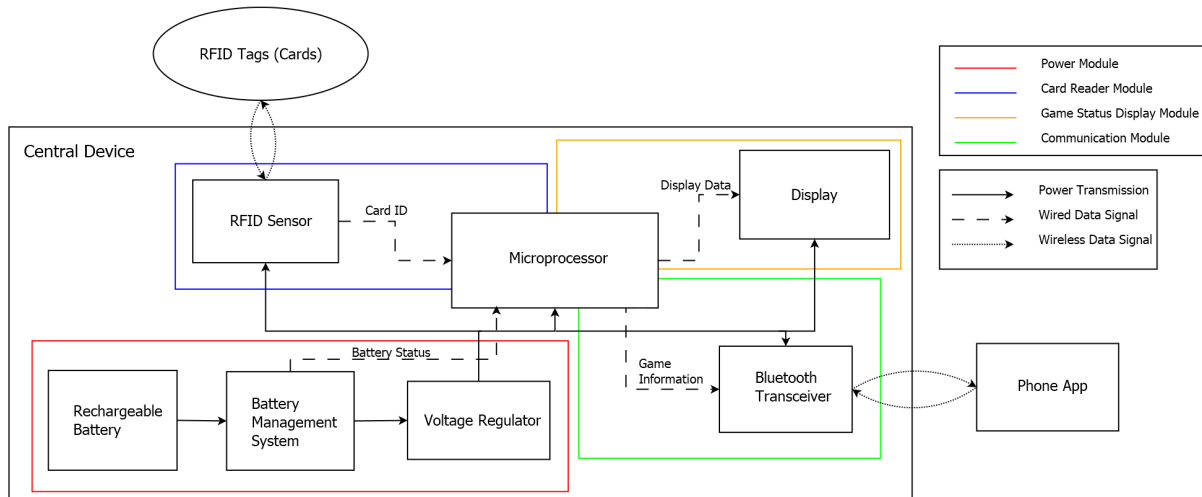 RFID Tags (Cards)
Power Module
Card Reader Module
Game Status Display Module
Communication Module
Central Device
Power Transmission
Wired Data Signal
Wireless Data Signal
RFID Sensor
Card ID
Microprocessor
Display Data
Display
Battery Status
Game
Information
Rechargeable
Battery
Battery
Management
System
Voltage Regulator
Bluetooth
Transceiver
Phone App